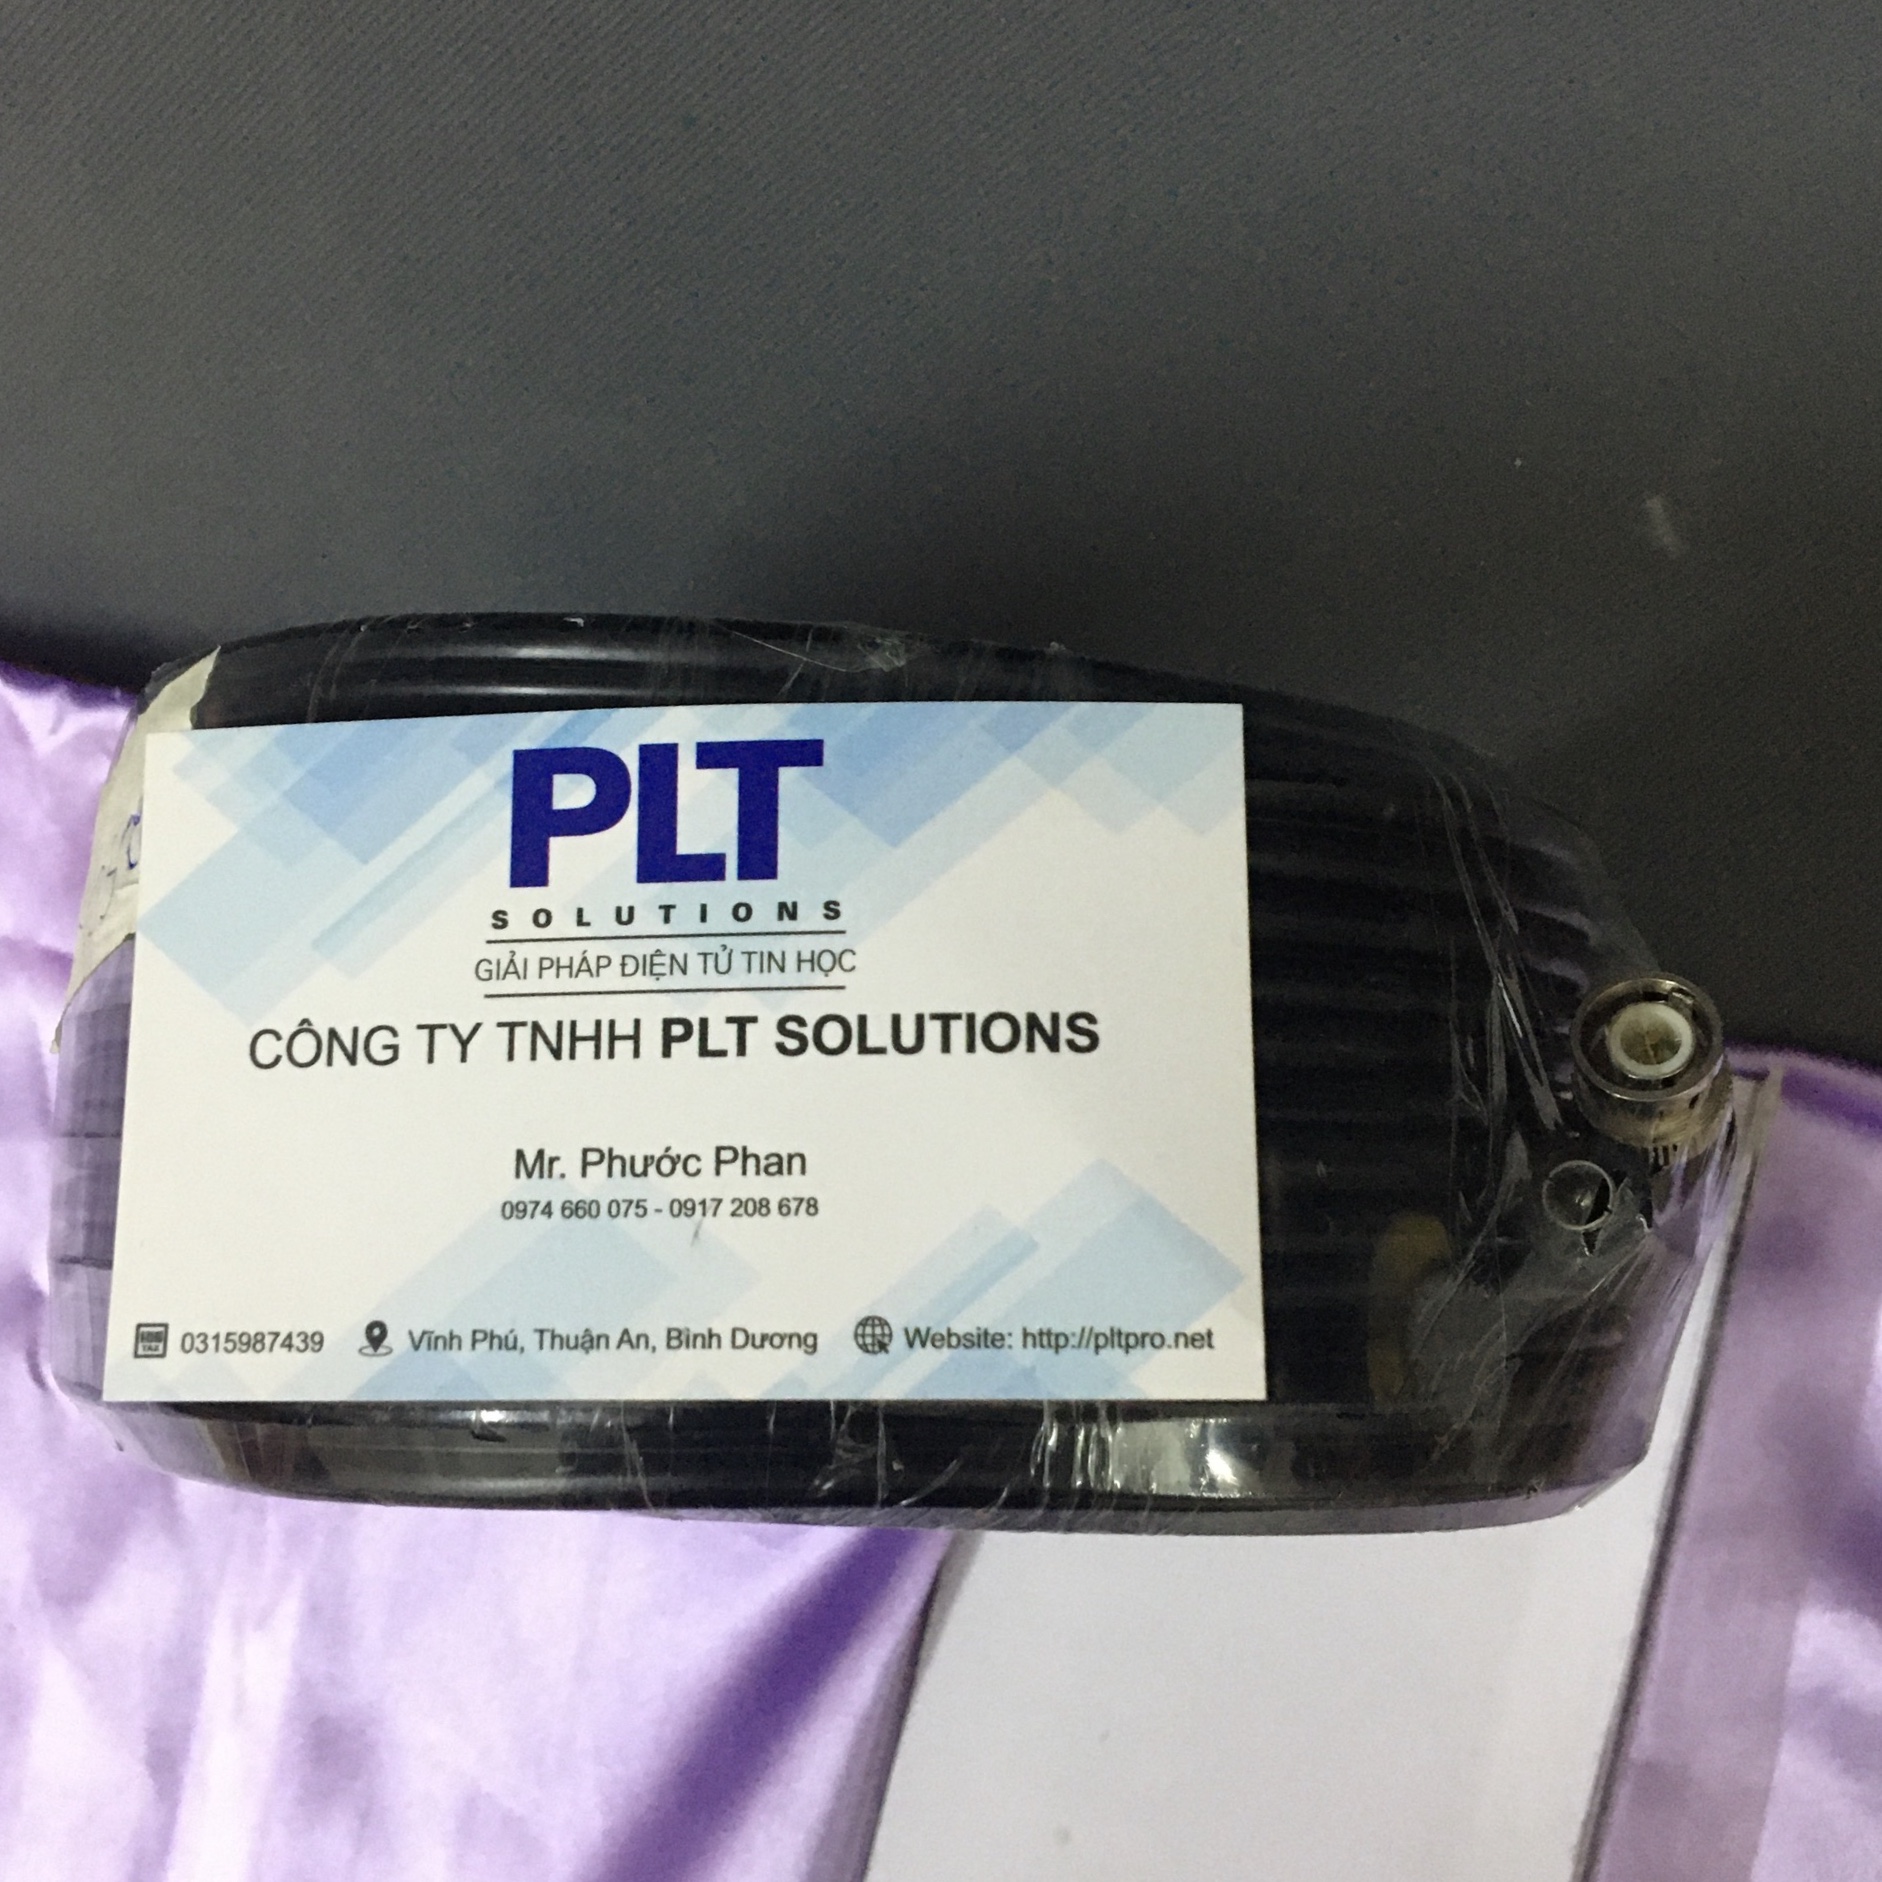 PLT
SOLUTIONS
GIẢI PHÁP ĐIỆN TỬ TIN HỌC
CÔNG TY TNHH PLT SOLUTIONS
Mr. Phước Phan
0974 660 075 - 0917 208 678
0315987439 Vĩnh Phú, Thuận An, Bình Dương Website: http://pltpro.net